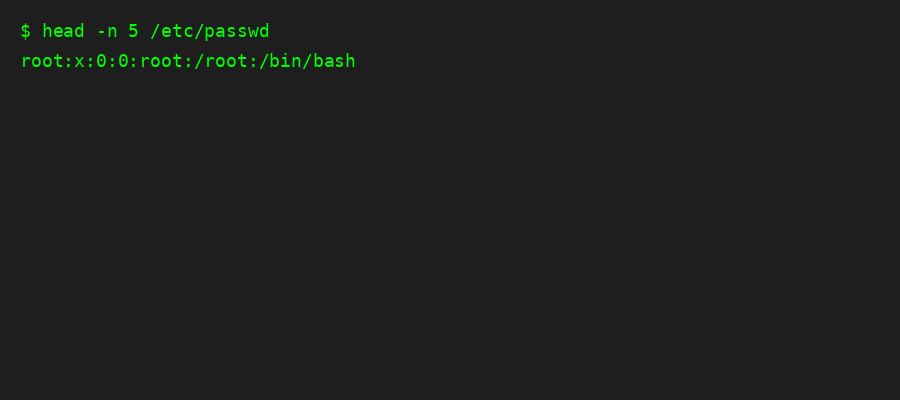 $ head -n 5 /etc/passwd
root:x:0:0:root:/root:/bin/bash